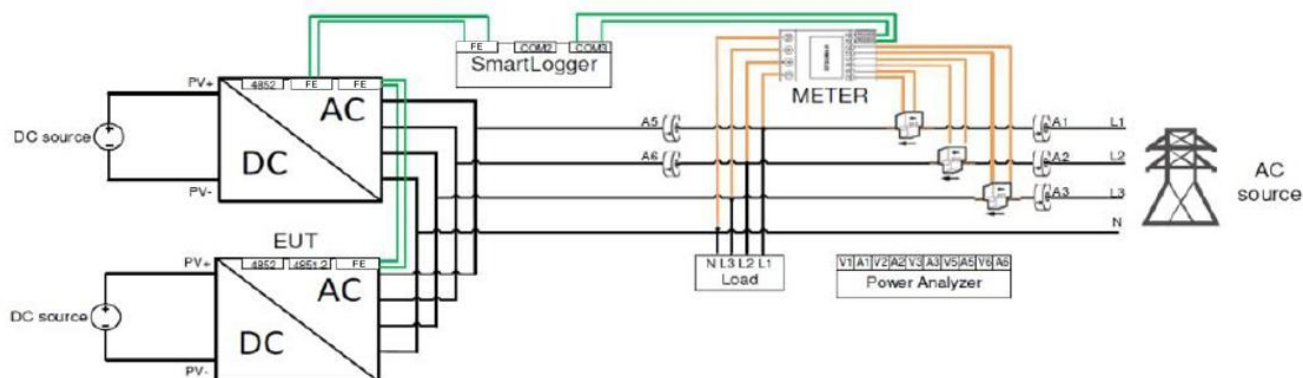 FE COM2 COM3
SmartLogger
METER
PV+ 4852 FE FE
AC
DC source
DC
PV-
A5 A1 L1
A6 A2 L2
A3 L3
N
AC
source
EUT
PV+ 4852 4851.2 FE
AC
DC source
DC
PV-
N L3 L2 L1
Load
V1 A1 V2 A2 V3 A3 V5 A5 V6 A6
Power Analyzer